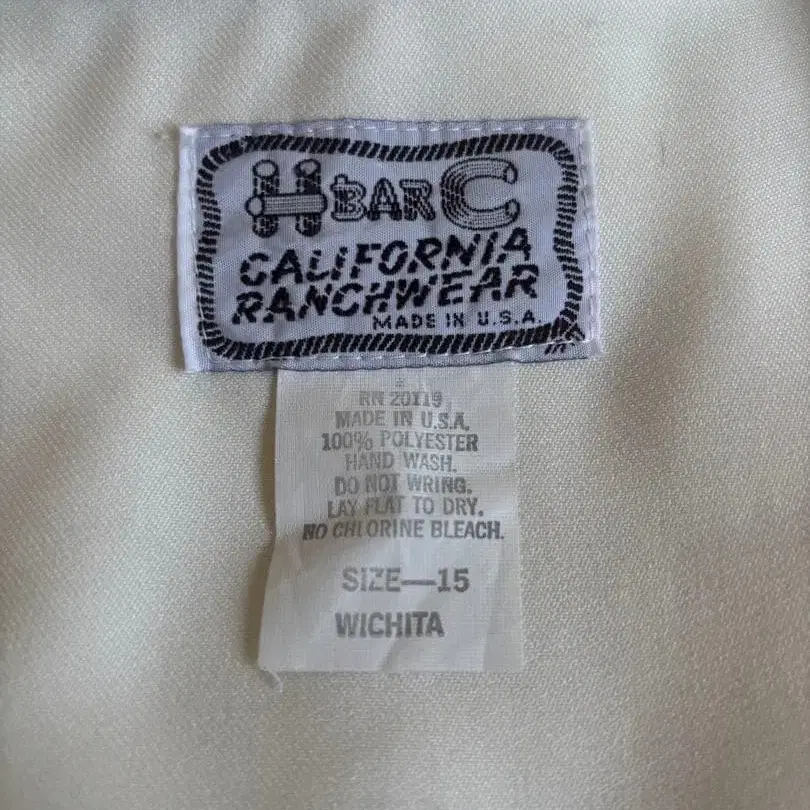 H BAR C
CALIFORNIA
RANCHWEAR
MADE IN U.S.A.
RN 20119
MADE IN U.S.A.
100% POLYESTER
HAND WASH.
DO NOT WRING.
LAY FLAT TO DRY.
NO CHLORINE BLEACH.
SIZE—15
WICHITA